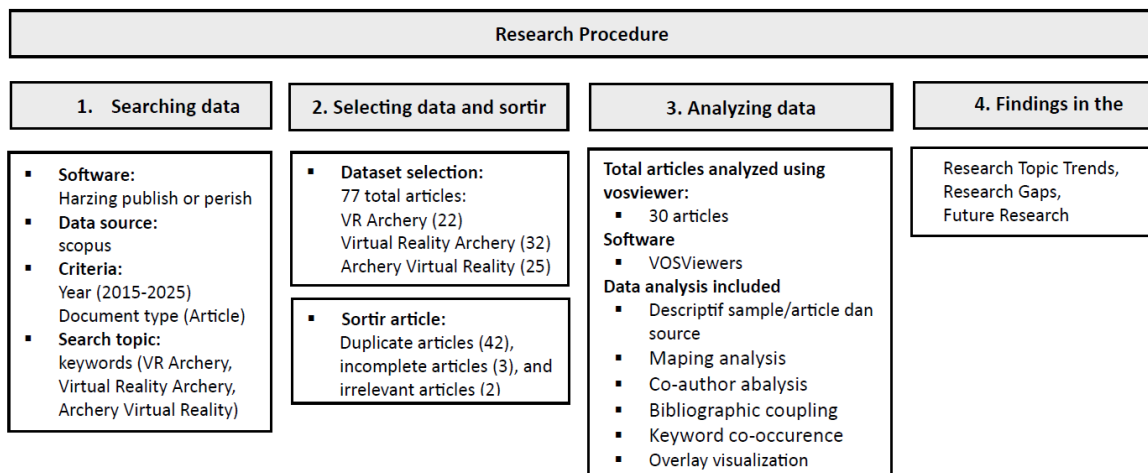 Research Procedure
1. Searching data
▪ Software:
Harzing publish or perish
▪ Data source:
scopus
▪ Criteria:
Year (2015-2025)
Document type (Article)
▪ Search topic:
keywords (VR Archery,
Virtual Reality Archery,
Archery Virtual Reality)
2. Selecting data and sortir
▪ Dataset selection:
77 total articles:
VR Archery (22)
Virtual Reality Archery (32)
Archery Virtual Reality (25)
▪ Sortir article:
Duplicate articles (42),
incomplete articles (3), and
irrelevant articles (2)
3. Analyzing data
Total articles analyzed using
vosviewer:
▪ 30 articles
Software
▪ VOSViewers
Data analysis included
▪ Descriptif sample/article dan
source
▪ Maping analysis
▪ Co-author abalysis
▪ Bibliographic coupling
▪ Keyword co-occurence
▪ Overlay visualization
4. Findings in the
Research Topic Trends,
Research Gaps,
Future Research